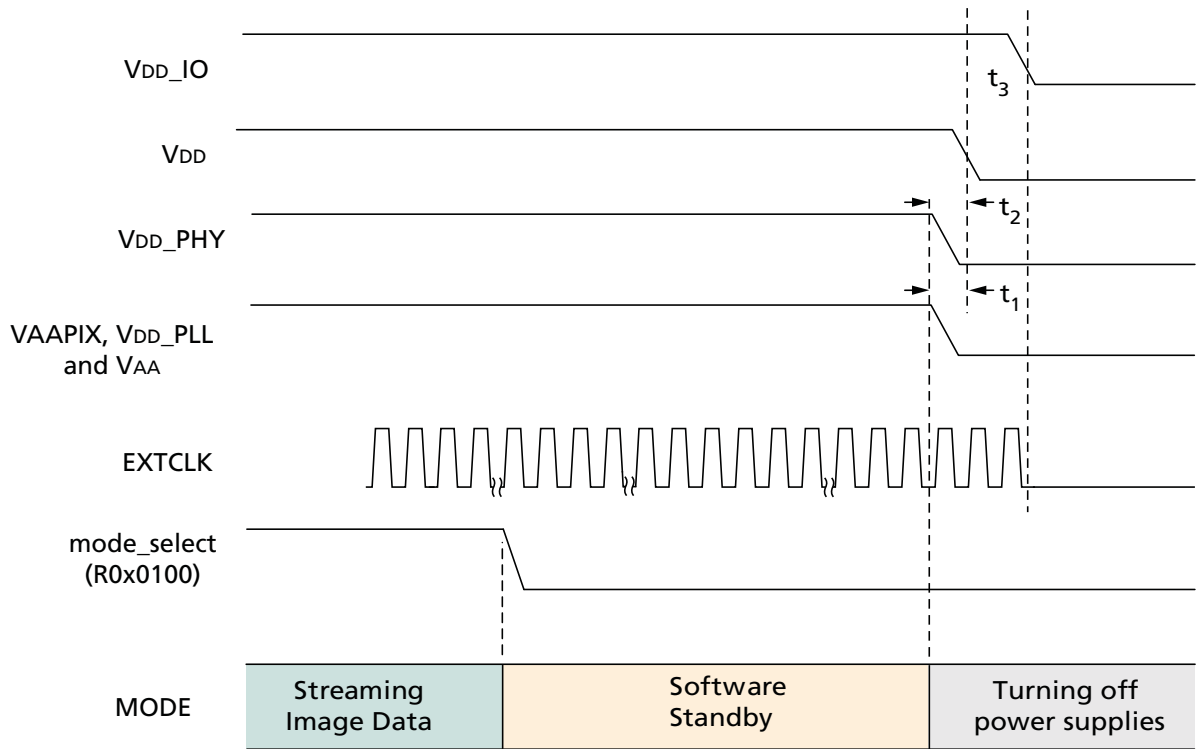 VDD_IO
t3
VDD
t2
VDD_PHY
t1
VAAPIX, VDD_PLL
and VAA
EXTCLK
mode_select
(R0x0100)
MODE
Streaming
Image Data
Software
Standby
Turning off
power supplies